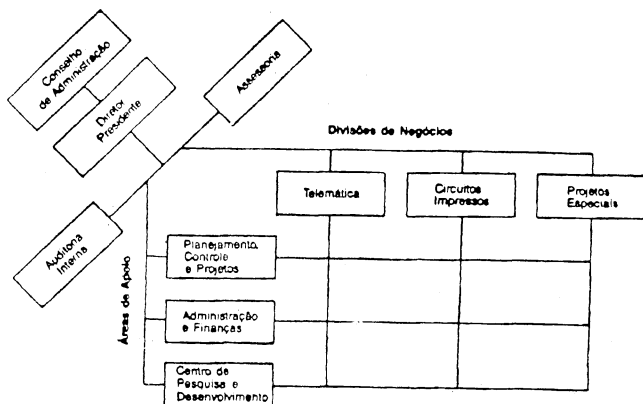 Conselho
de Administração
Diretor
Presidente
Assessoria
Auditoria
Interna
Divisões de Negócios
Telemática
Circuitos
Impressos
Projetos
Especiais
Áreas de Apoio
Planejamento,
Controle
e Projetos
Administração
e Finanças
Centro de
Pesquisa e
Desenvolvimento